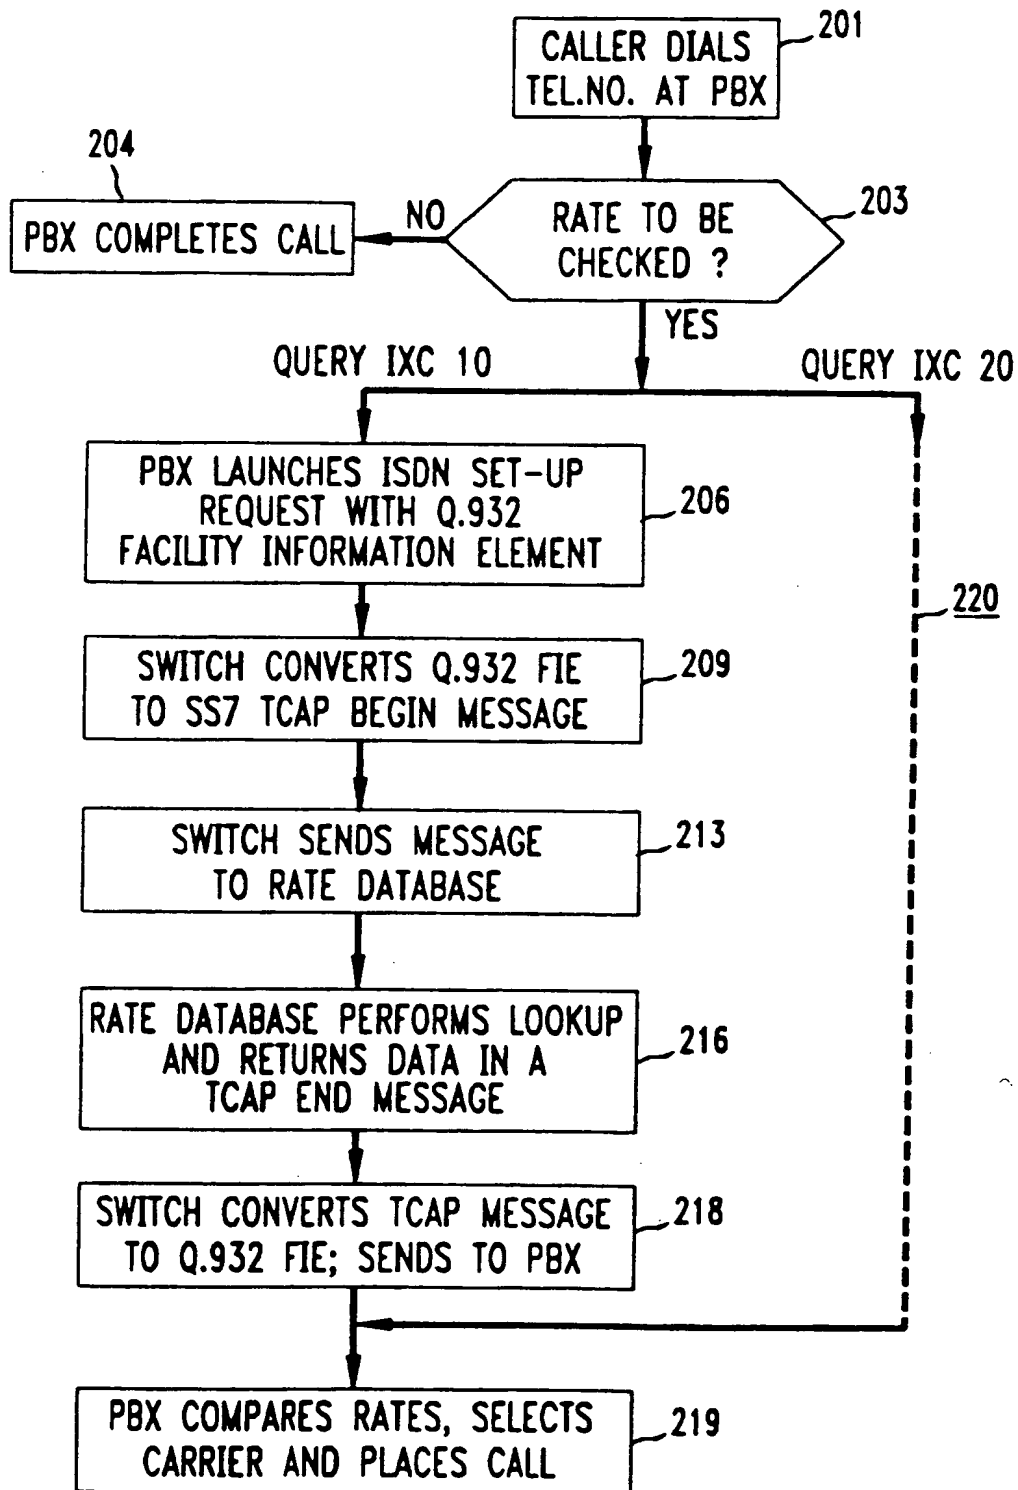 201
CALLER DIALS
TEL.NO. AT PBX
204
PBX COMPLETES CALL
NO
RATE TO BE
CHECKED ?
203
YES
QUERY IXC 10
QUERY IXC 20
PBX LAUNCHES ISDN SET-UP
REQUEST WITH Q.932
FACILITY INFORMATION ELEMENT
206
220
SWITCH CONVERTS Q.932 FIE
TO SS7 TCAP BEGIN MESSAGE
209
SWITCH SENDS MESSAGE
TO RATE DATABASE
213
RATE DATABASE PERFORMS LOOKUP
AND RETURNS DATA IN A
TCAP END MESSAGE
216
SWITCH CONVERTS TCAP MESSAGE
TO Q.932 FIE; SENDS TO PBX
218
PBX COMPARES RATES, SELECTS
CARRIER AND PLACES CALL
219